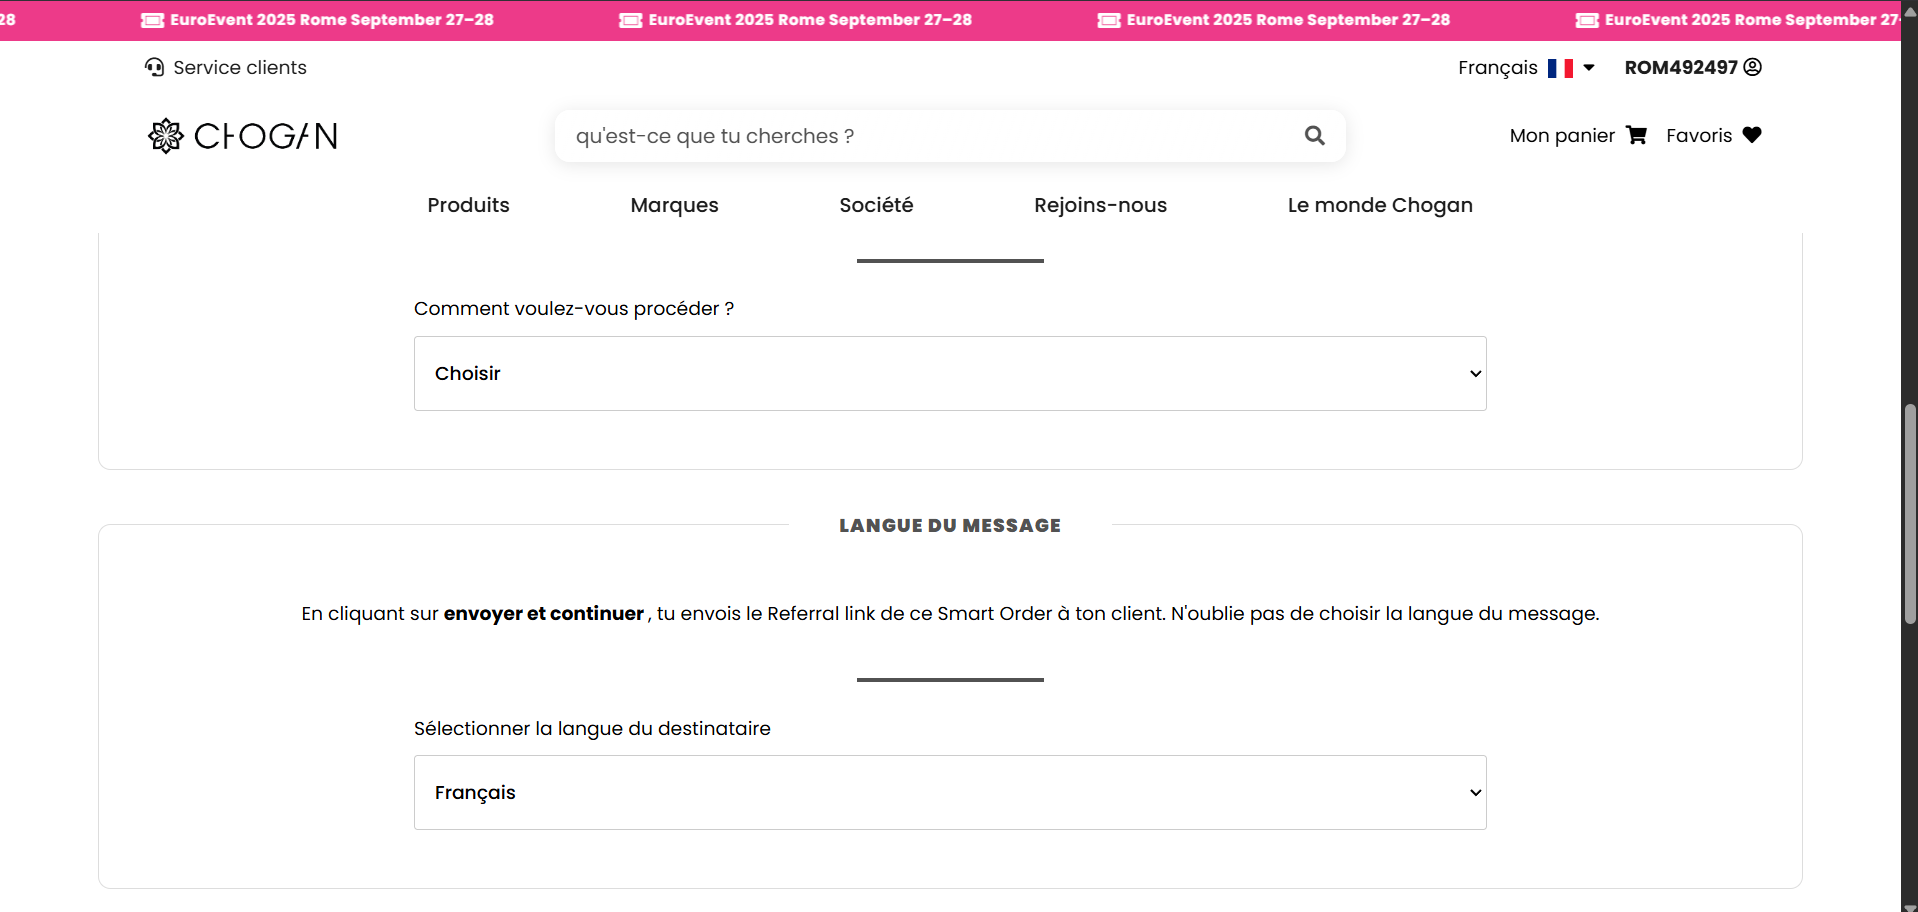 28 EuroEvent 2025 Rome September 27–28 EuroEvent 2025 Rome September 27–28 EuroEvent 2025 Rome September 27–28 EuroEvent 2025 Rome September 27-
Service clients Français ROM492497
CHOGAN qu'est-ce que tu cherches ? Mon panier Favoris
Produits Marques Société Rejoins-nous Le monde Chogan
Comment voulez-vous procéder ?
Choisir
LANGUE DU MESSAGE
En cliquant sur envoyer et continuer , tu envois le Referral link de ce Smart Order à ton client. N'oublie pas de choisir la langue du message.
Sélectionner la langue du destinataire
Français